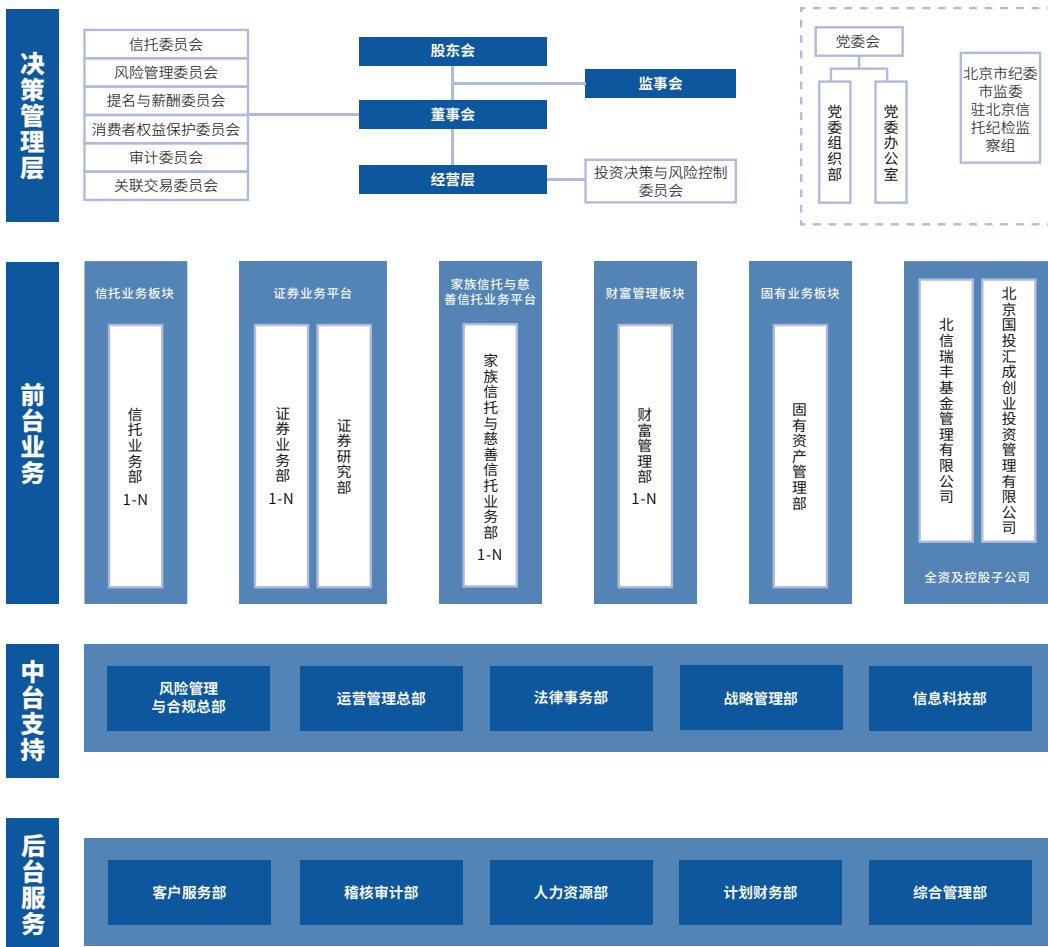 决策管理层
信托委员会
风险管理委员会
提名与薪酬委员会
消费者权益保护委员会
审计委员会
关联交易委员会
股东会
监事会
董事会
经营层
投资决策与风险控制
委员会
党委会
党委组织部
党委办公室
北京市纪委
市监委
驻北京信
托纪检监
察组
前台业务
信托业务板块
信托业务部
1-N
证券业务平台
证券业务部
1-N
证券研究部
家族信托与慈
善信托业务平台
家族信托与慈善信托业务部
1-N
财富管理板块
财富管理部
1-N
固有业务板块
固有资产管理部
北信瑞丰基金管理有限公司
北京国投汇成创业投资管理有限公司
全资及控股子公司
中台支持
风险管理
与合规总部
运营管理总部
法律事务部
战略管理部
信息科技部
后台服务
客户服务部
稽核审计部
人力资源部
计划财务部
综合管理部